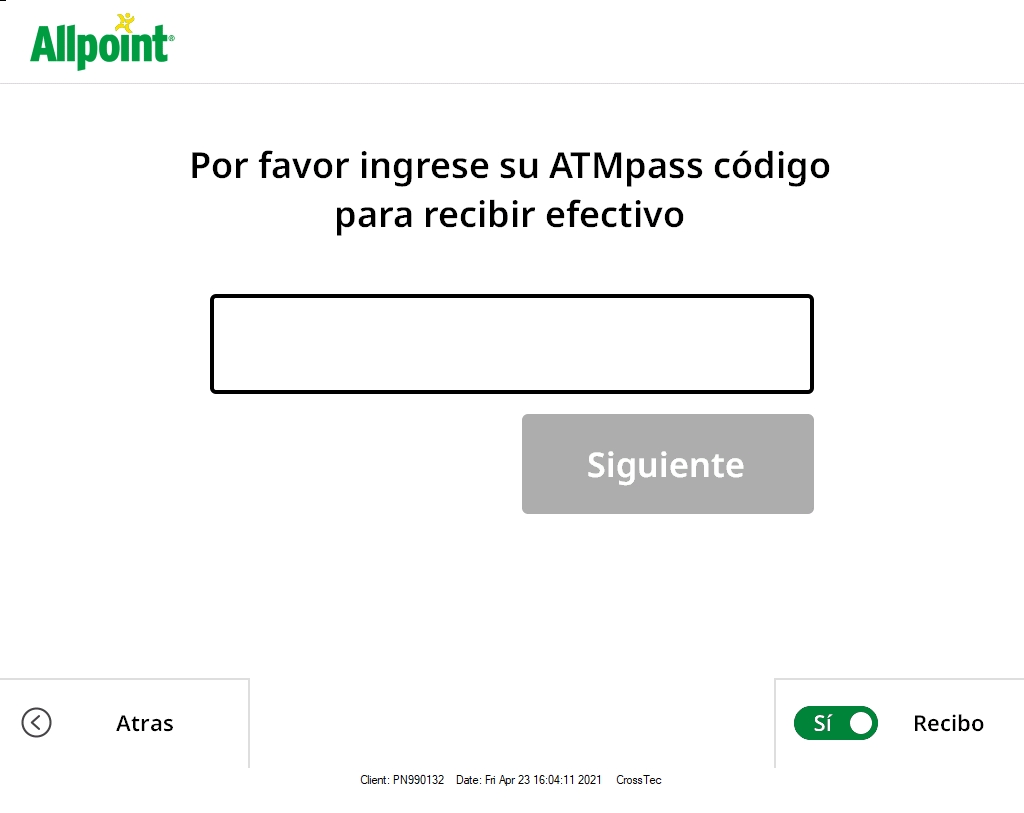 Allpoint®
Por favor ingrese su ATMpass código
para recibir efectivo
Siguiente
Atras
Sí Recibo
Client: PN990132 Date: Fri Apr 23 16:04:11 2021 CrossTec